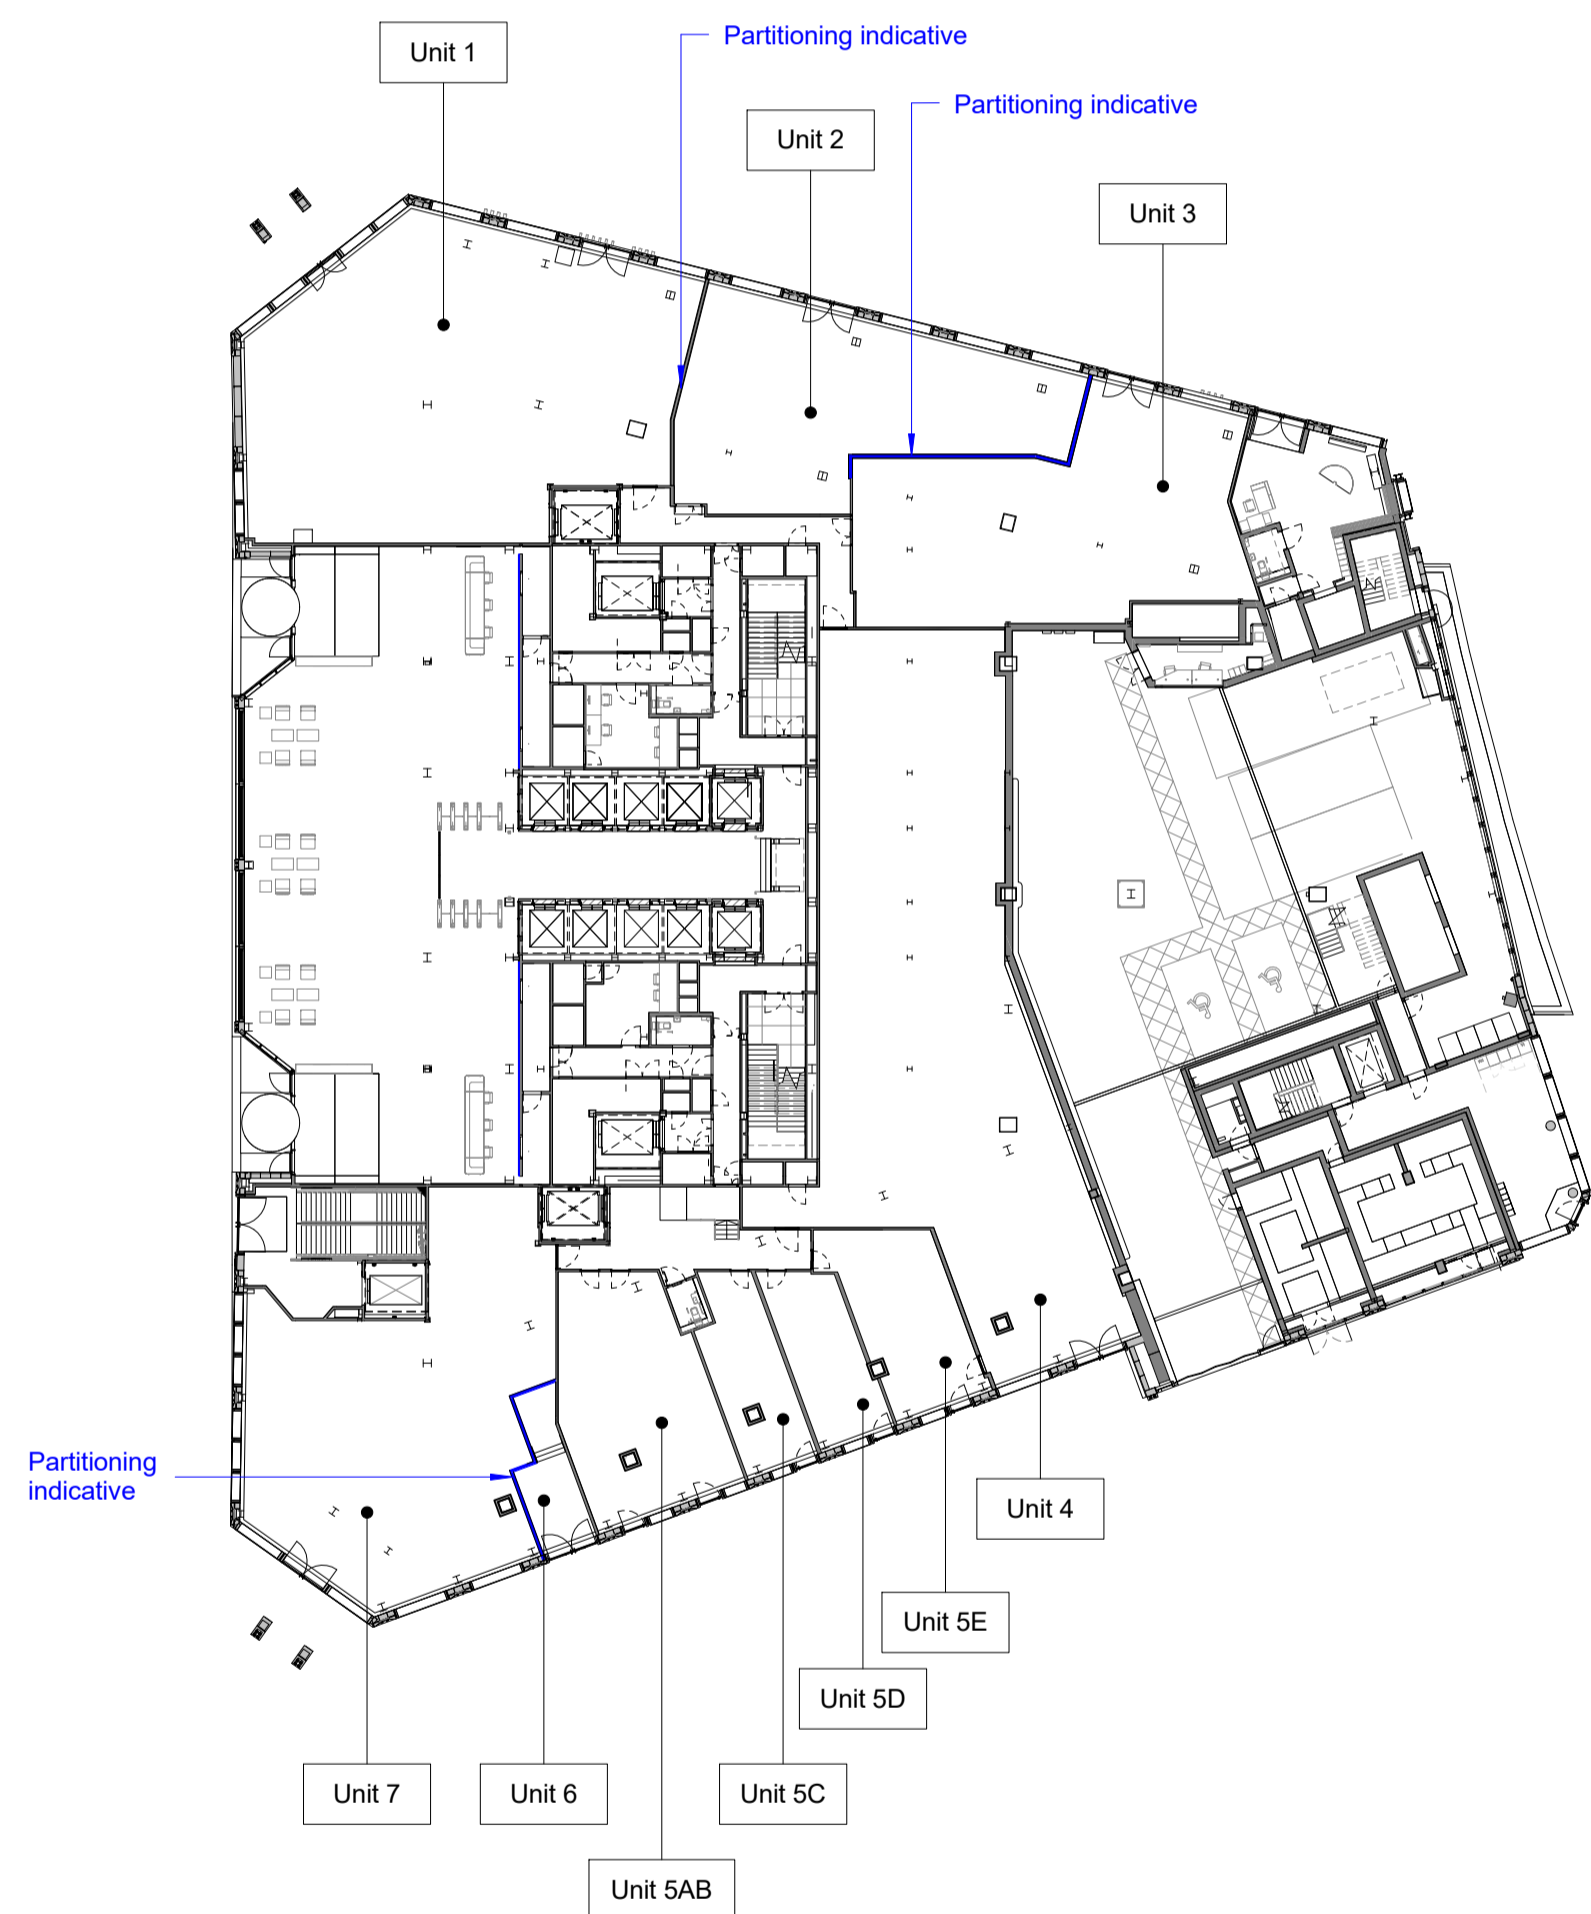 Unit 1
Partitioning indicative
Partitioning indicative
Unit 2
Unit 3
Partitioning
indicative
Unit 4
Unit 5E
Unit 5D
Unit 7
Unit 6
Unit 5C
Unit 5AB